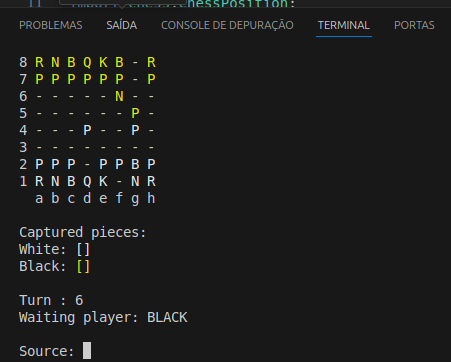 PROBLEMAS SAÍDA CONSOLE DE DEPURAÇÃO TERMINAL PORTAS
8 R N B Q K B - R
7 P P P P P P - P
6 - - - - - N - -
5 - - - - - - P -
4 - - - P - - P -
3 - - - - - - - -
2 P P P - P P B P
1 R N B Q K - N R
a b c d e f g h
Captured pieces:
White: []
Black: []
Turn : 6
Waiting player: BLACK
Source: